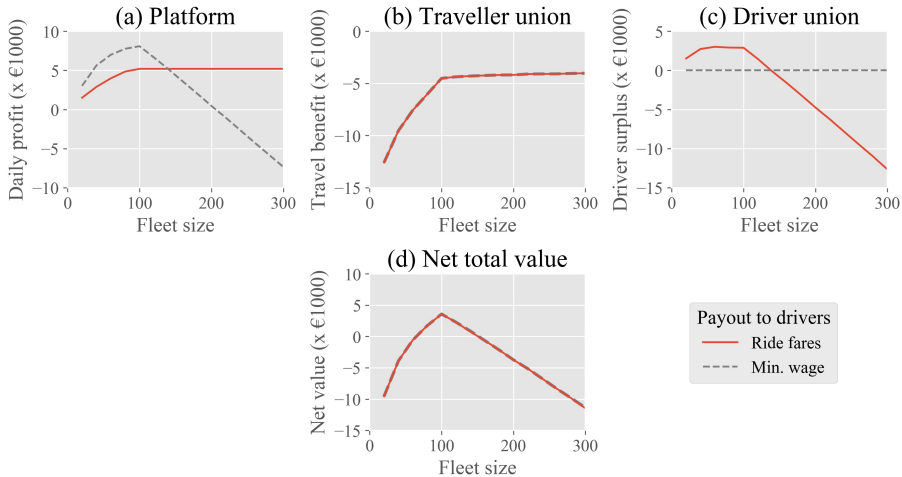 (a) Platform
Daily profit (x €1000)
10
5
0
−5
−10
0
100
200
300
Fleet size
(b) Traveller union
Travel benefit (x €1000)
0
−5
−10
−15
0
100
200
300
Fleet size
(c) Driver union
Driver surplus (x €1000)
5
0
−5
−10
−15
0
100
200
300
Fleet size
(d) Net total value
Net value (x €1000)
10
5
0
−5
−10
−15
0
100
200
300
Fleet size
Payout to drivers
Ride fares
Min. wage